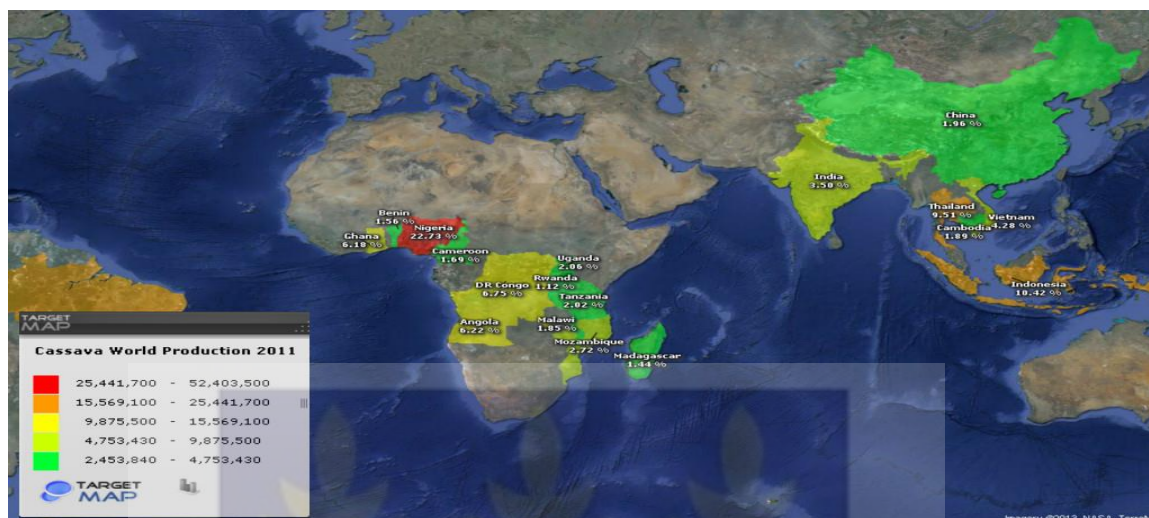 China
1.96 %
India
3.50 %
Thailand
9.51 %
Vietnam
4.28 %
Cambodia
1.89 %
Indonesia
10.42 %
Benin
1.56 %
Nigeria
22.73 %
Ghana
6.18 %
Cameroon
1.69 %
Uganda
2.06 %
Rwanda
1.12 %
DR Congo
6.75 %
Tanzania
2.02 %
Angola
6.22 %
Malawi
1.85 %
Mozambique
2.72 %
Madagascar
1.44 %
TARGET
MAP
Cassava World Production 2011
25,441,700 - 52,403,500
15,569,100 - 25,441,700
9,875,500 - 15,569,100
4,753,430 - 9,875,500
2,453,840 - 4,753,430
TARGET
MAP
Imagery ©2013, NASA, Terra